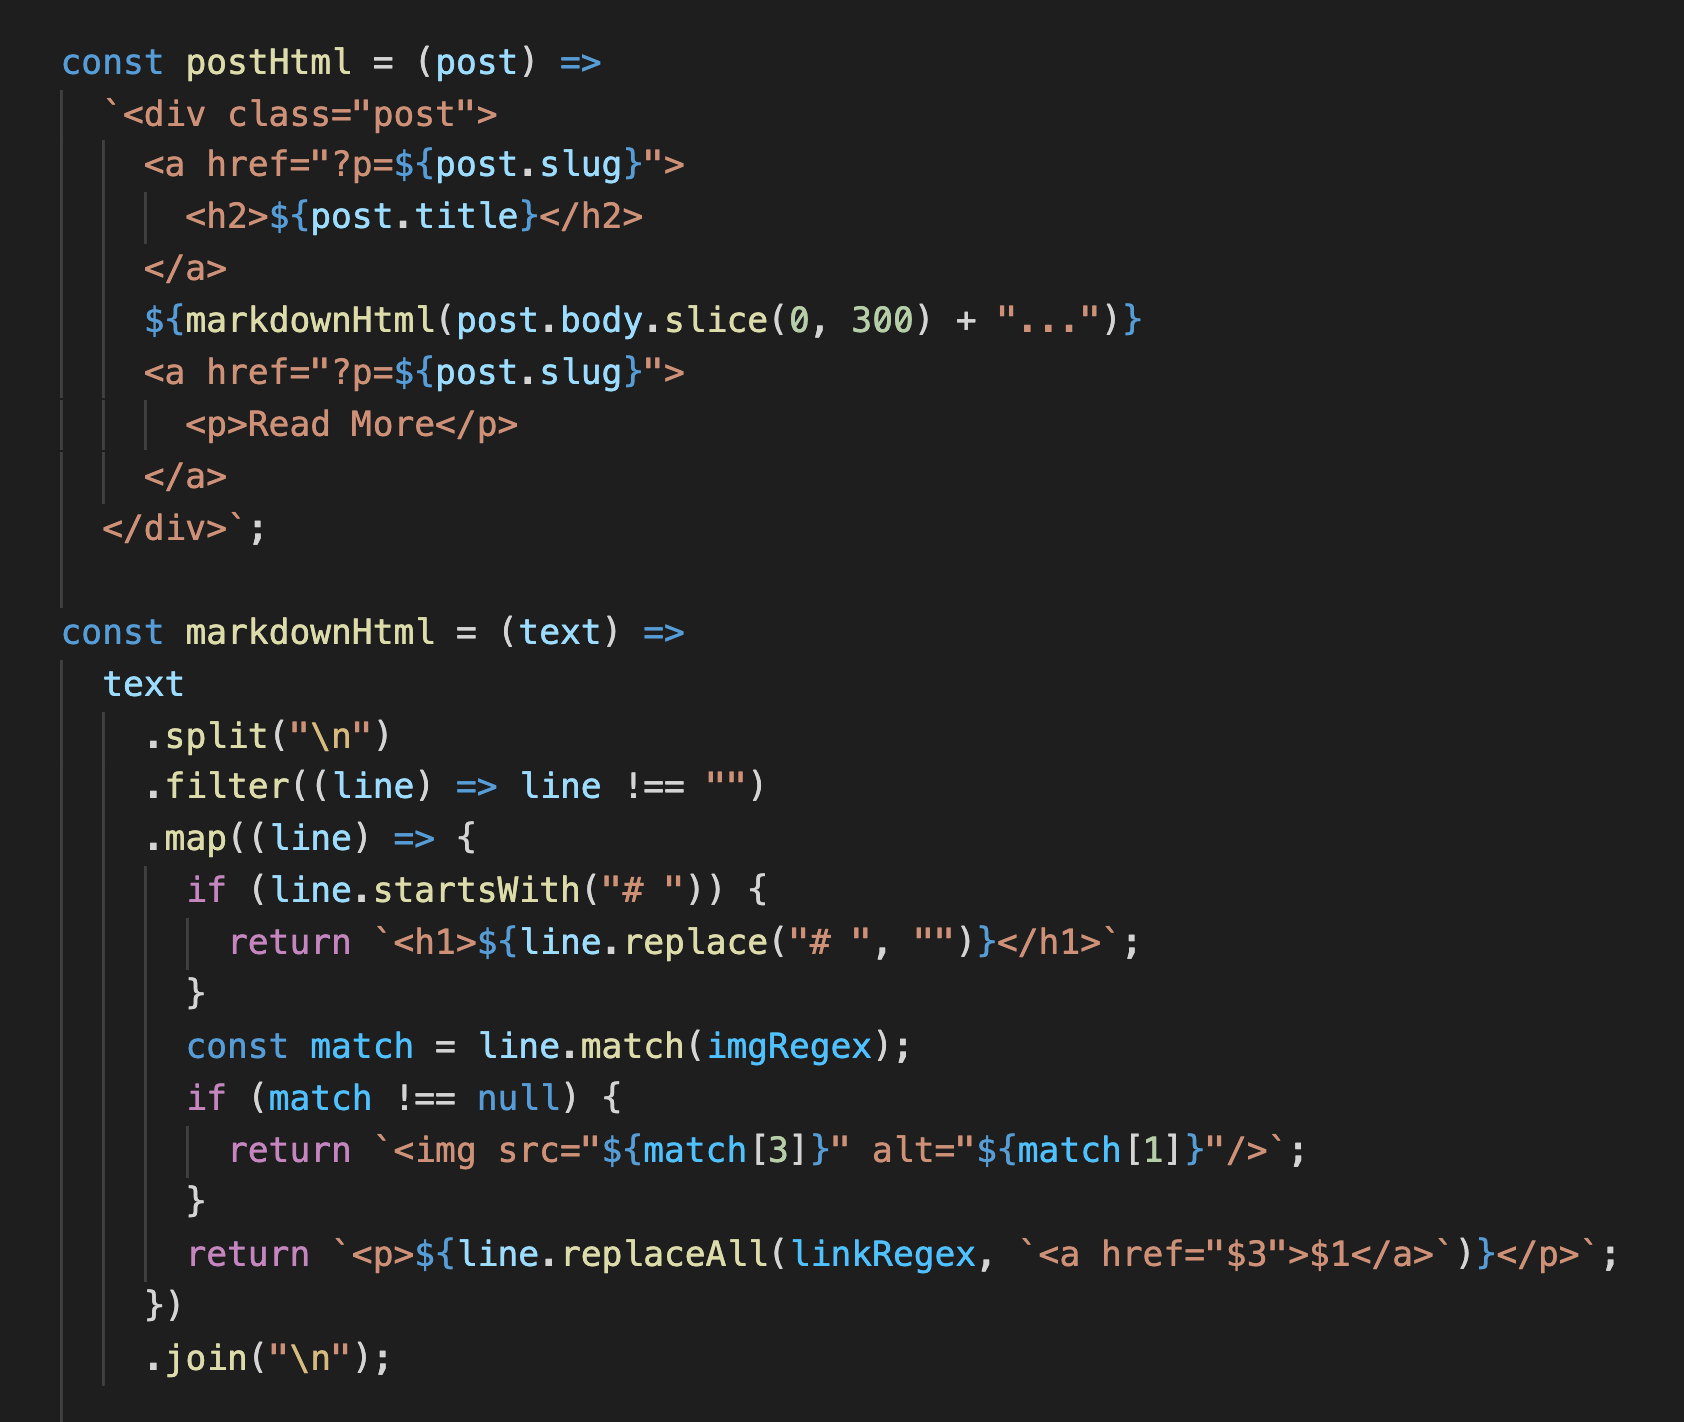 const postHtml = (post) =>
  `<div class="post">
    <a href="?p=${post.slug}">
      <h2>${post.title}</h2>
    </a>
    ${markdownHtml(post.body.slice(0, 300) + "...")}
    <a href="?p=${post.slug}">
      <p>Read More</p>
    </a>
  </div>`;

const markdownHtml = (text) =>
  text
    .split("\n")
    .filter((line) => line !== "")
    .map((line) => {
      if (line.startsWith("# ")) {
        return `<h1>${line.replace("# ", "")}</h1>`;
      }
      const match = line.match(imgRegex);
      if (match !== null) {
        return `<img src="${match[3]}" alt="${match[1]}"/>`;
      }
      return `<p>${line.replaceAll(linkRegex, `<a href="$3">$1</a>`)}</p>`;
    })
    .join("\n");